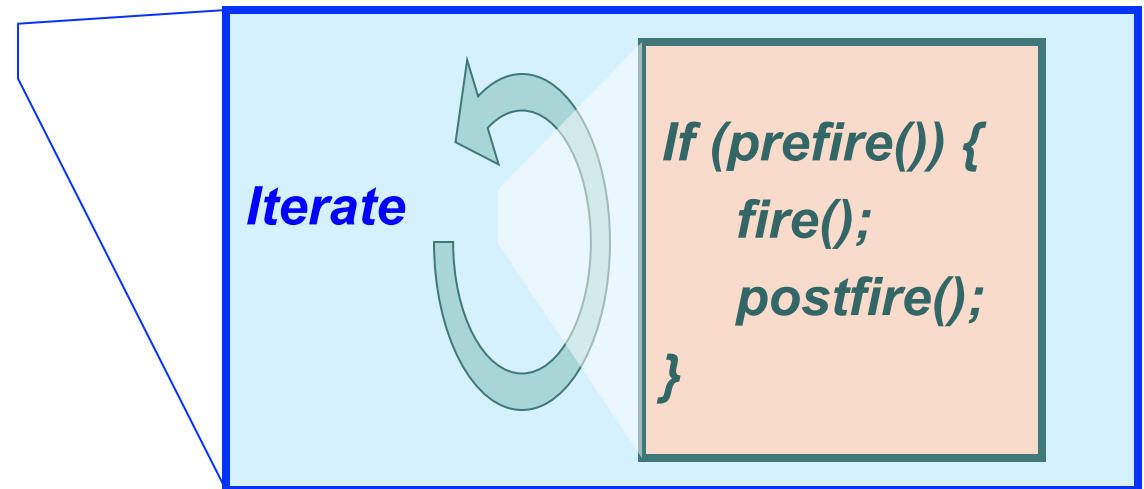 Iterate
If (prefire()) {
fire();
postfire();
}